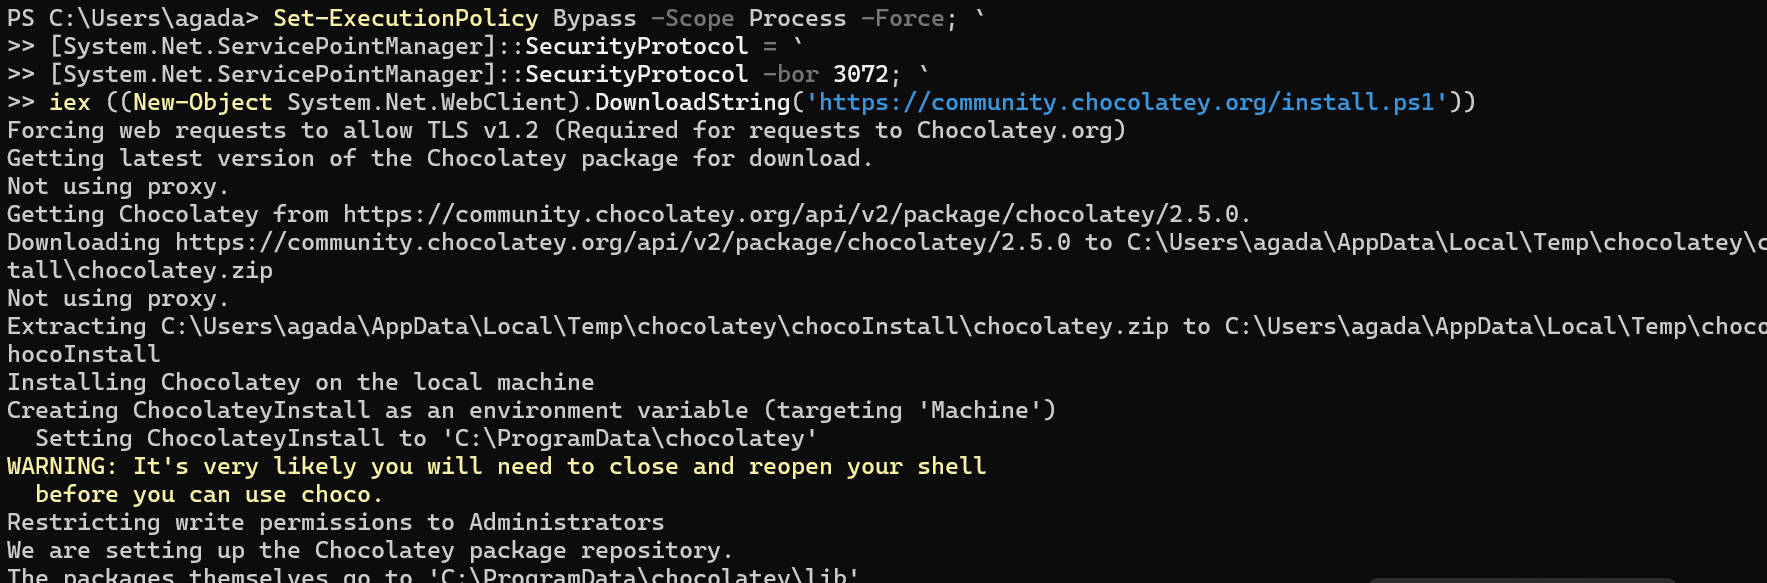 PS C:\Users\agada> Set-ExecutionPolicy Bypass -Scope Process -Force; `
>> [System.Net.ServicePointManager]::SecurityProtocol = `
>> [System.Net.ServicePointManager]::SecurityProtocol -bor 3072; `
>> iex ((New-Object System.Net.WebClient).DownloadString('https://community.chocolatey.org/install.ps1'))
Forcing web requests to allow TLS v1.2 (Required for requests to Chocolatey.org)
Getting latest version of the Chocolatey package for download.
Not using proxy.
Getting Chocolatey from https://community.chocolatey.org/api/v2/package/chocolatey/2.5.0.
Downloading https://community.chocolatey.org/api/v2/package/chocolatey/2.5.0 to C:\Users\agada\AppData\Local\Temp\chocolatey\c
tall\chocolatey.zip
Not using proxy.
Extracting C:\Users\agada\AppData\Local\Temp\chocolatey\chocoInstall\chocolatey.zip to C:\Users\agada\AppData\Local\Temp\choco
hocoInstall
Installing Chocolatey on the local machine
Creating ChocolateyInstall as an environment variable (targeting 'Machine')
  Setting ChocolateyInstall to 'C:\ProgramData\chocolatey'
WARNING: It's very likely you will need to close and reopen your shell
  before you can use choco.
Restricting write permissions to Administrators
We are setting up the Chocolatey package repository.
The packages themselves go to 'C:\ProgramData\chocolatey\lib'